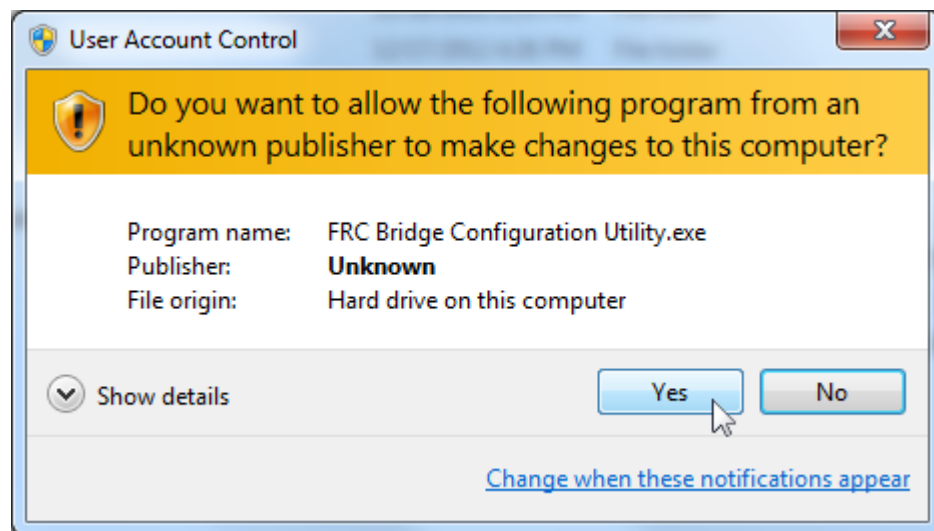 User Account Control
Do you want to allow the following program from an
unknown publisher to make changes to this computer?
Program name: FRC Bridge Configuration Utility.exe
Publisher: Unknown
File origin: Hard drive on this computer
Show details
Yes
No
Change when these notifications appear